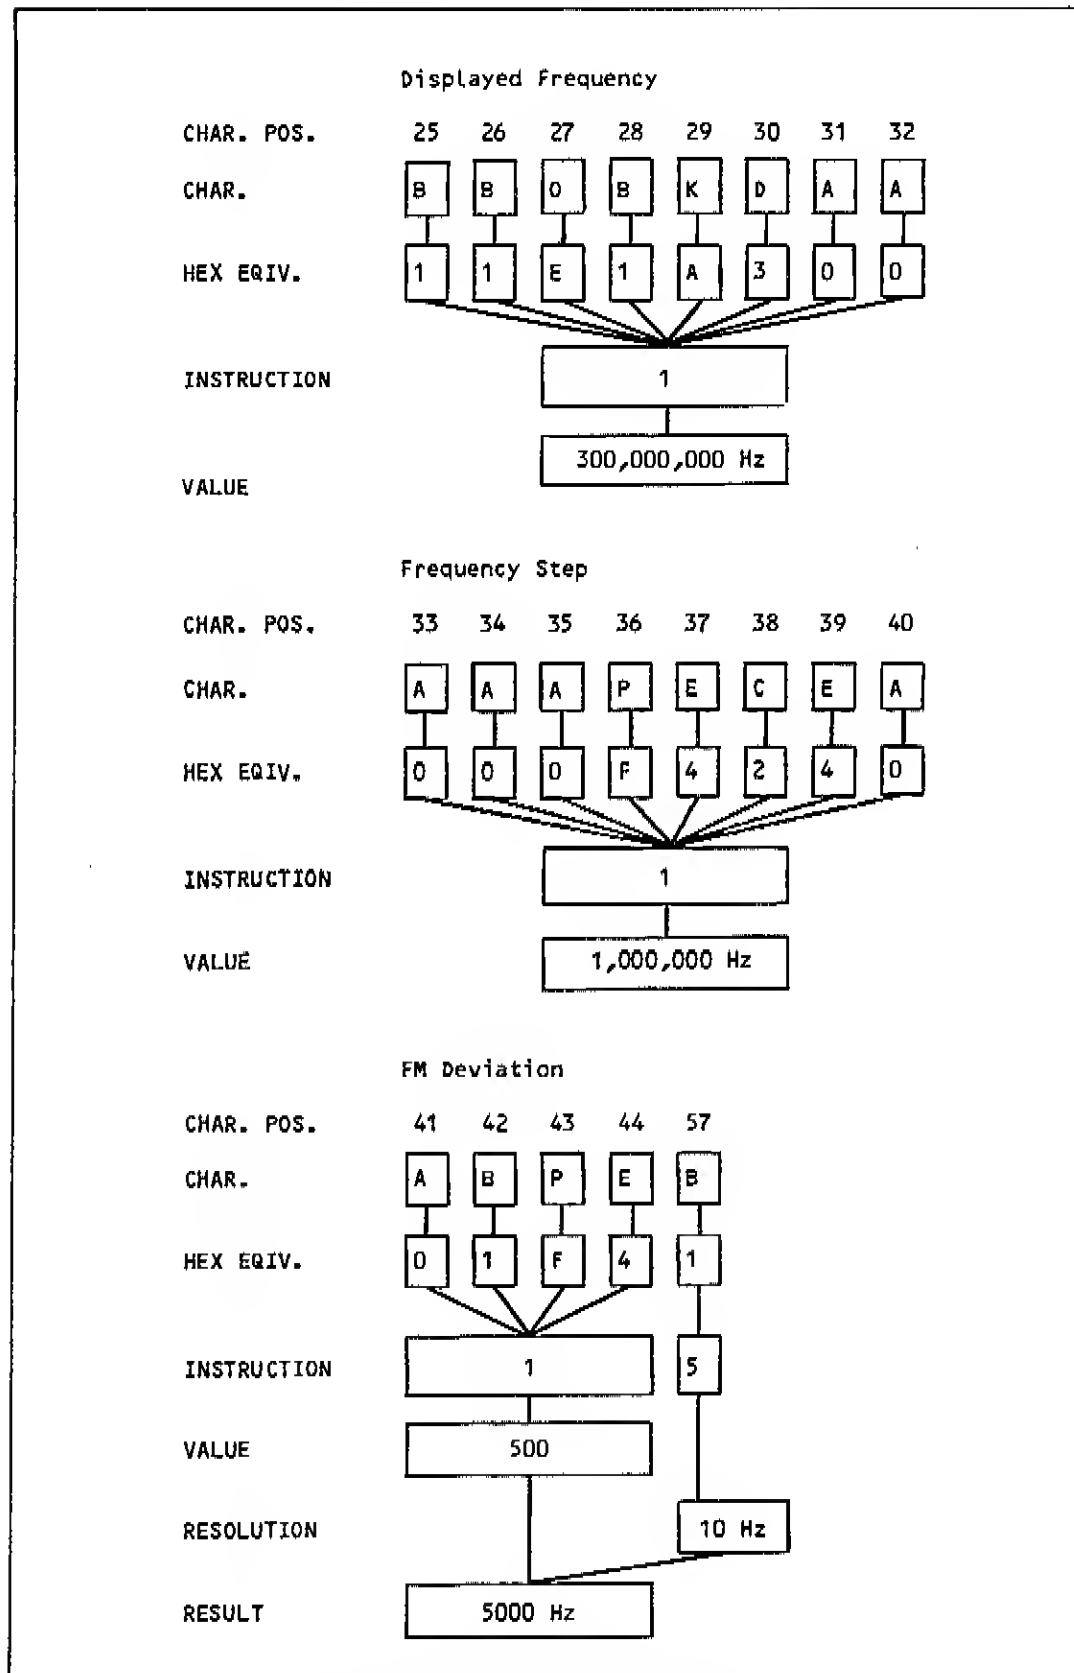 Displayed Frequency
CHAR. POS. 25 26 27 28 29 30 31 32
CHAR. B B O B K D A A
HEX EQIV. 1 1 E 1 A 3 0 0
INSTRUCTION 1
300,000,000 Hz
VALUE
Frequency Step
CHAR. POS. 33 34 35 36 37 38 39 40
CHAR. A A A P E C E A
HEX EQIV. 0 0 0 F 4 2 4 0
INSTRUCTION 1
VALUE 1,000,000 Hz
FM Deviation
CHAR. POS. 41 42 43 44 57
CHAR. A B P E B
HEX EQIV. 0 1 F 4 1
INSTRUCTION 1 5
VALUE 500
RESOLUTION 10 Hz
RESULT 5000 Hz